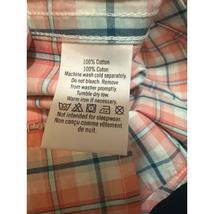 100% Cotton
100% Coton
Machine wash cold separately.
Do not bleach. Remove
from washer promptly.
Tumble dry low.
Warm iron if necessary.
Not intended as sleepwear.
Non conçu comme vêtement
de nuit.